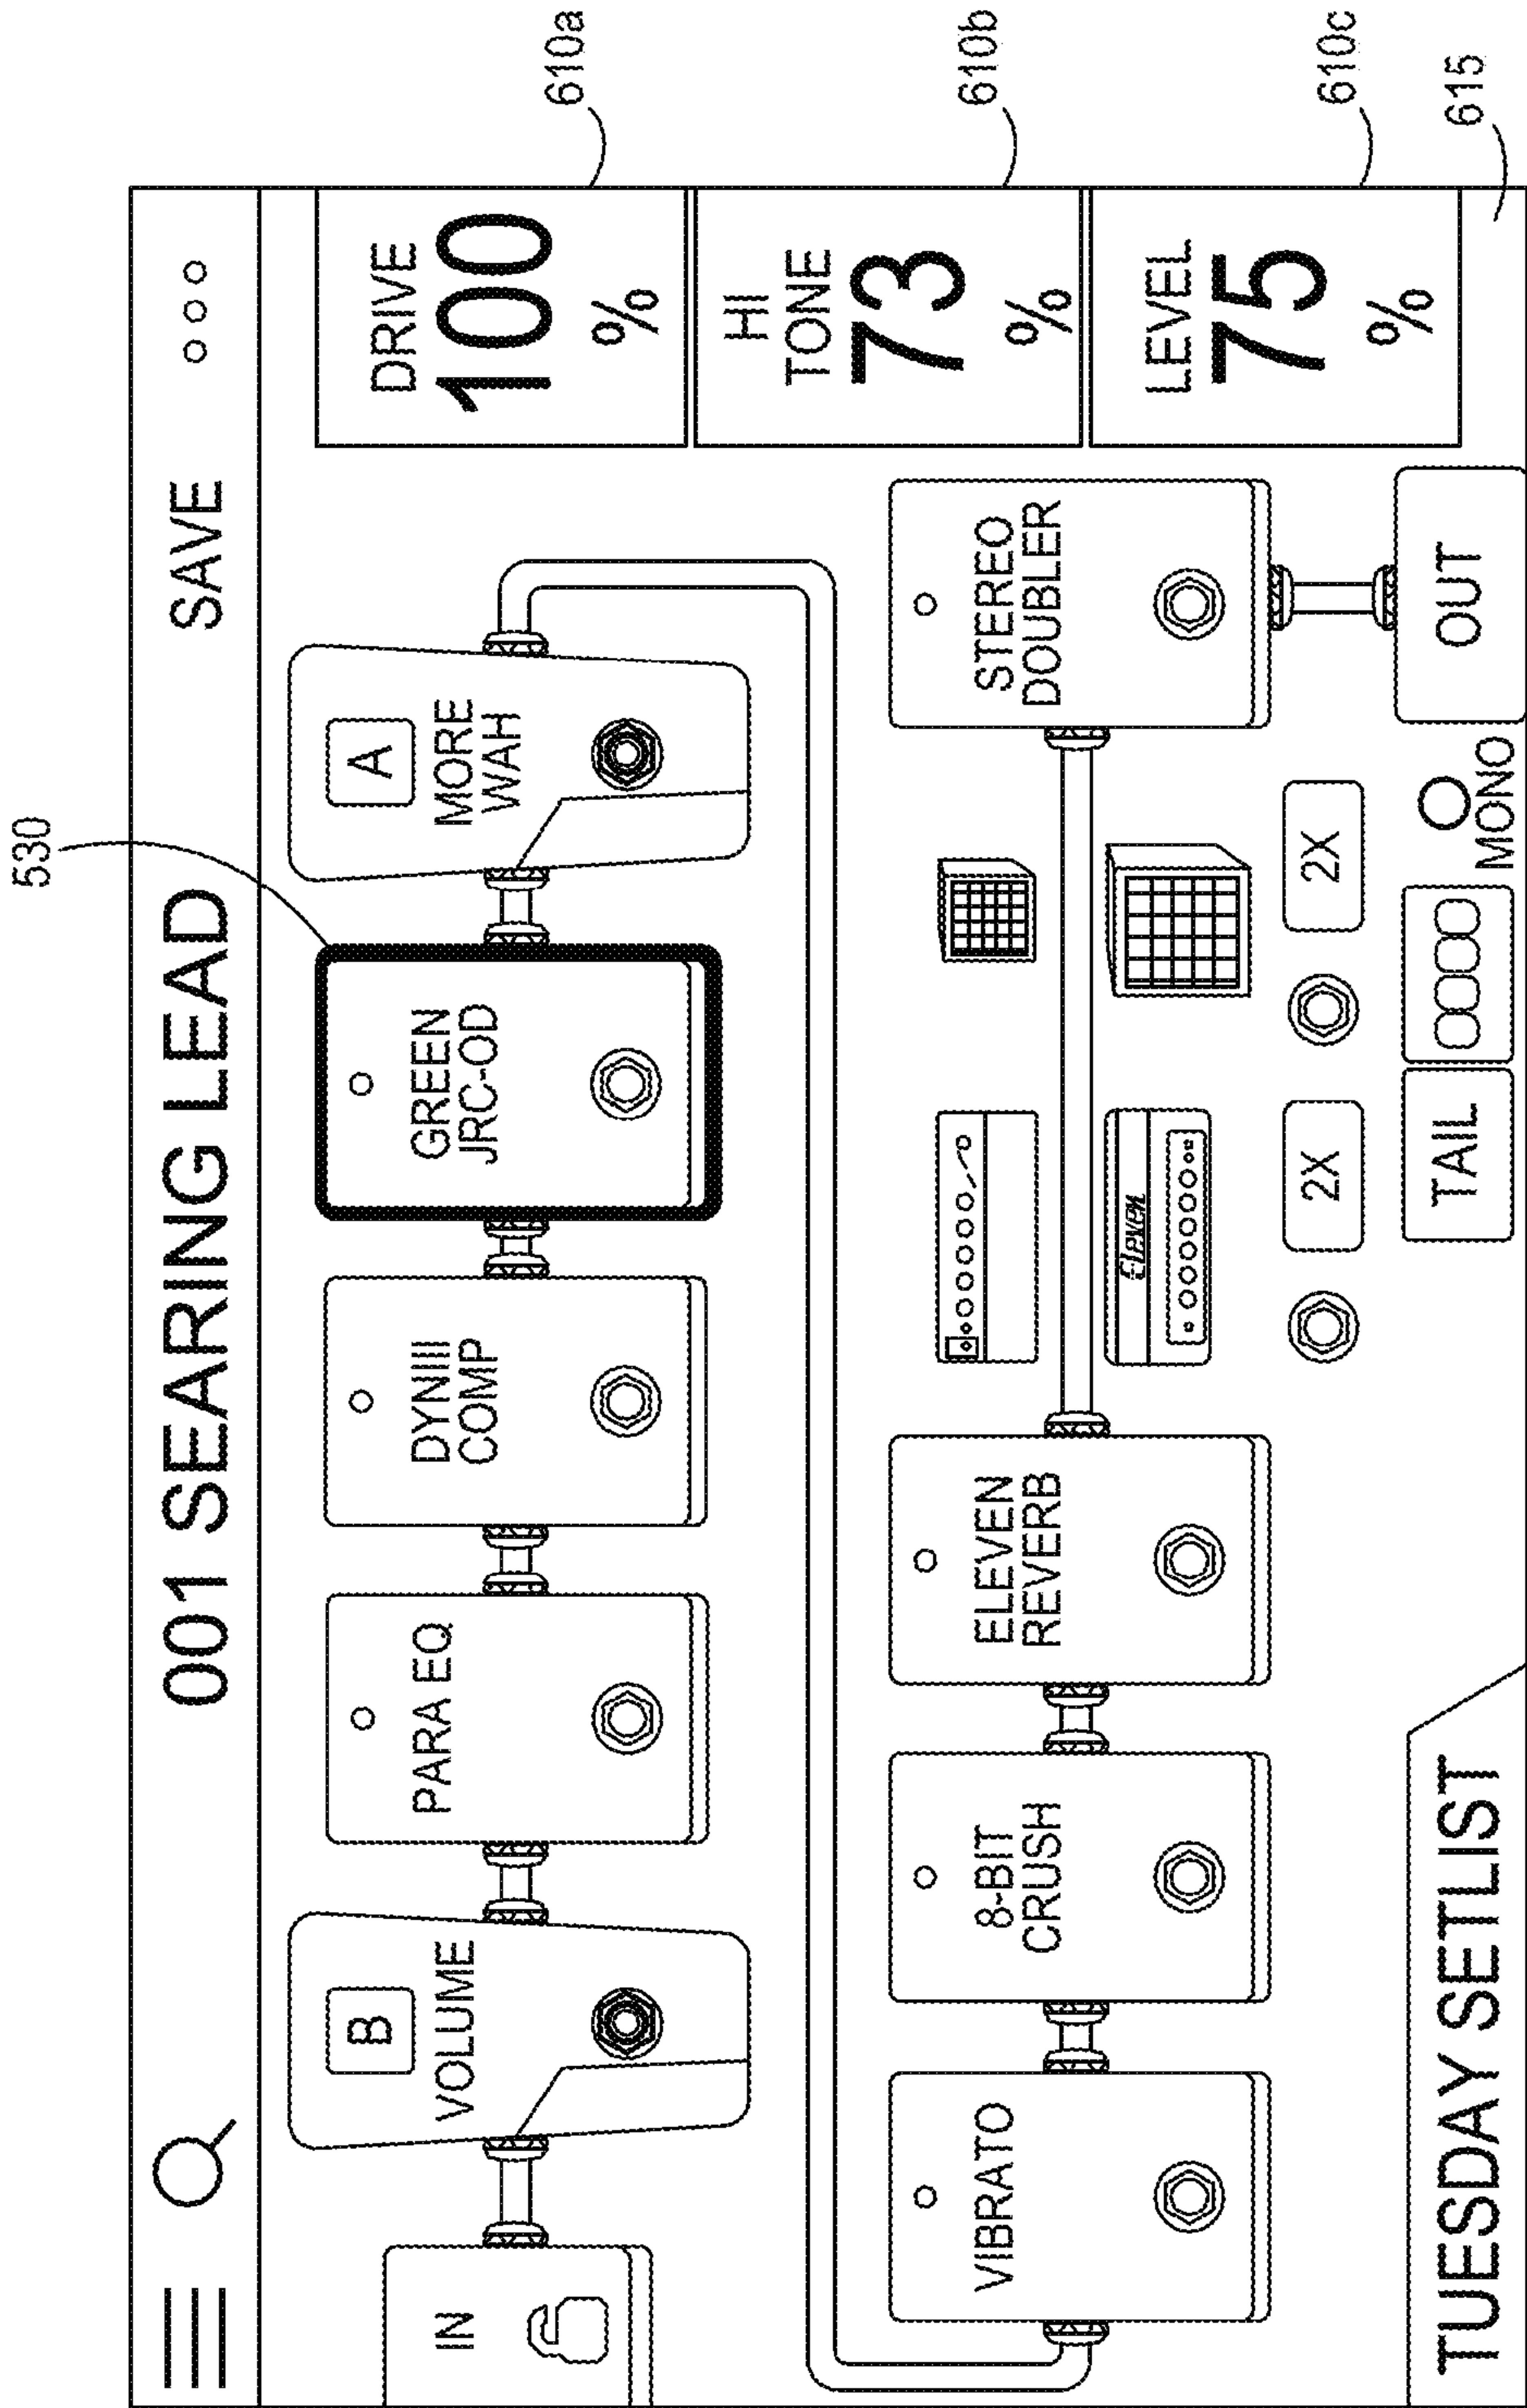 530
001 SEARING LEAD
SAVE
IN
B
VOLUME
PARA EQ
DYNIII
COMP
GREEN
JRC-OD
A
MORE
WAH
DRIVE
100
%
610a
HI
TONE
73
%
610b
LEVEL
75
%
610c
615
VIBRATO
8-BIT
CRUSH
ELEVEN
REVERB
Eleven
STEREO
DOUBLER
2X
2X
TAIL
MONO
OUT
TUESDAY SETLIST